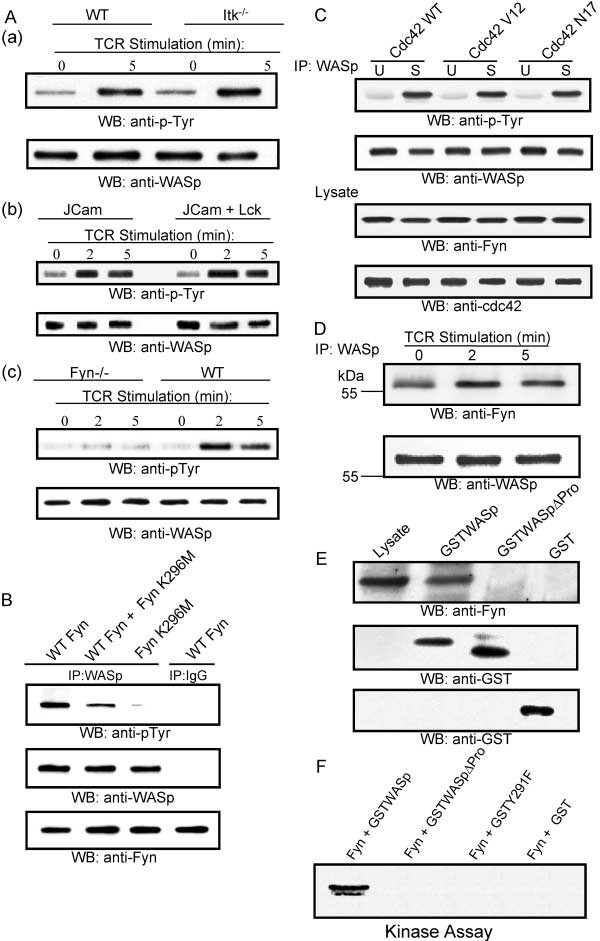 A
(a)
WT Itk-/-
TCR Stimulation (min):
0 5 0 5
WB: anti-p-Tyr
WB: anti-WASp
(b)
JCam JCam + Lck
TCR Stimulation (min):
0 2 5 0 2 5
WB: anti-p-Tyr
WB: anti-WASp
(c)
Fyn-/- WT
TCR Stimulation (min):
0 2 5 0 2 5
WB: anti-pTyr
WB: anti-WASp
B
WT Fyn
WT Fyn + Fyn K296M
Fyn K296M
WT Fyn
IP:WASp IP:IgG
WB: anti-pTyr
WB: anti-WASp
WB: anti-Fyn
C
Cdc42 WT
Cdc42 V12
Cdc42 N17
IP: WASp
U S U S U S
WB: anti-p-Tyr
WB: anti-WASp
Lysate
WB: anti-Fyn
WB: anti-cdc42
D
TCR Stimulation (min)
IP: WASp
0 2 5
kDa
55
WB: anti-Fyn
55
WB: anti-WASp
E
Lysate
GSTWASp
GSTWASpΔPro
GST
WB: anti-Fyn
WB: anti-GST
WB: anti-GST
F
Fyn + GSTWASp
Fyn + GSTWASpΔPro
Fyn + GSTY291F
Fyn + GST
Kinase Assay